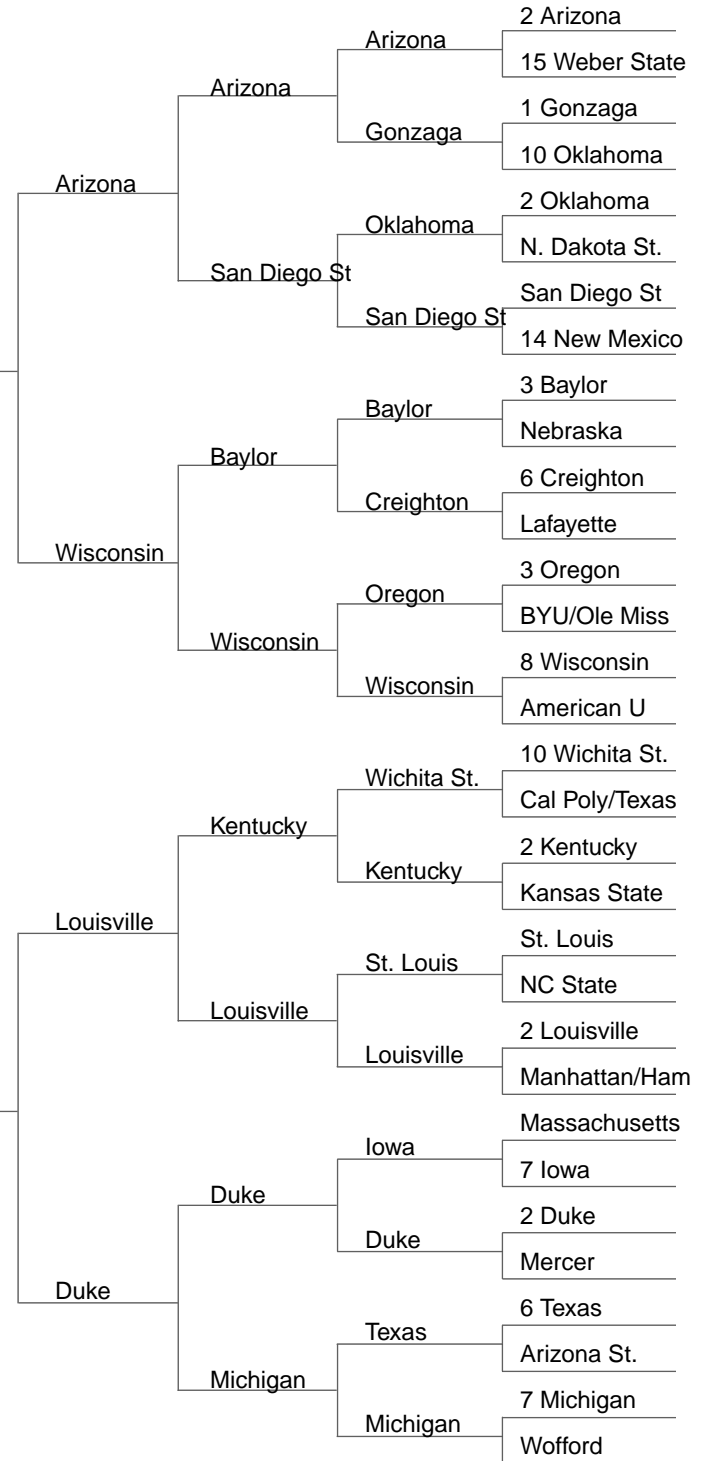 2 Arizona
Arizona
15 Weber State
Arizona
1 Gonzaga
Gonzaga
10 Oklahoma
Arizona
2 Oklahoma
Oklahoma
N. Dakota St.
San Diego St
San Diego St
San Diego St
14 New Mexico
3 Baylor
Baylor
Nebraska
Baylor
6 Creighton
Creighton
Lafayette
Wisconsin
3 Oregon
Oregon
BYU/Ole Miss
Wisconsin
8 Wisconsin
Wisconsin
American U
10 Wichita St.
Wichita St.
Cal Poly/Texas
Kentucky
2 Kentucky
Kentucky
Kansas State
Louisville
St. Louis
St. Louis
NC State
Louisville
2 Louisville
Louisville
Manhattan/Ham
Massachusetts
Iowa
7 Iowa
Duke
2 Duke
Duke
Mercer
Duke
6 Texas
Texas
Arizona St.
Michigan
7 Michigan
Michigan
Wofford